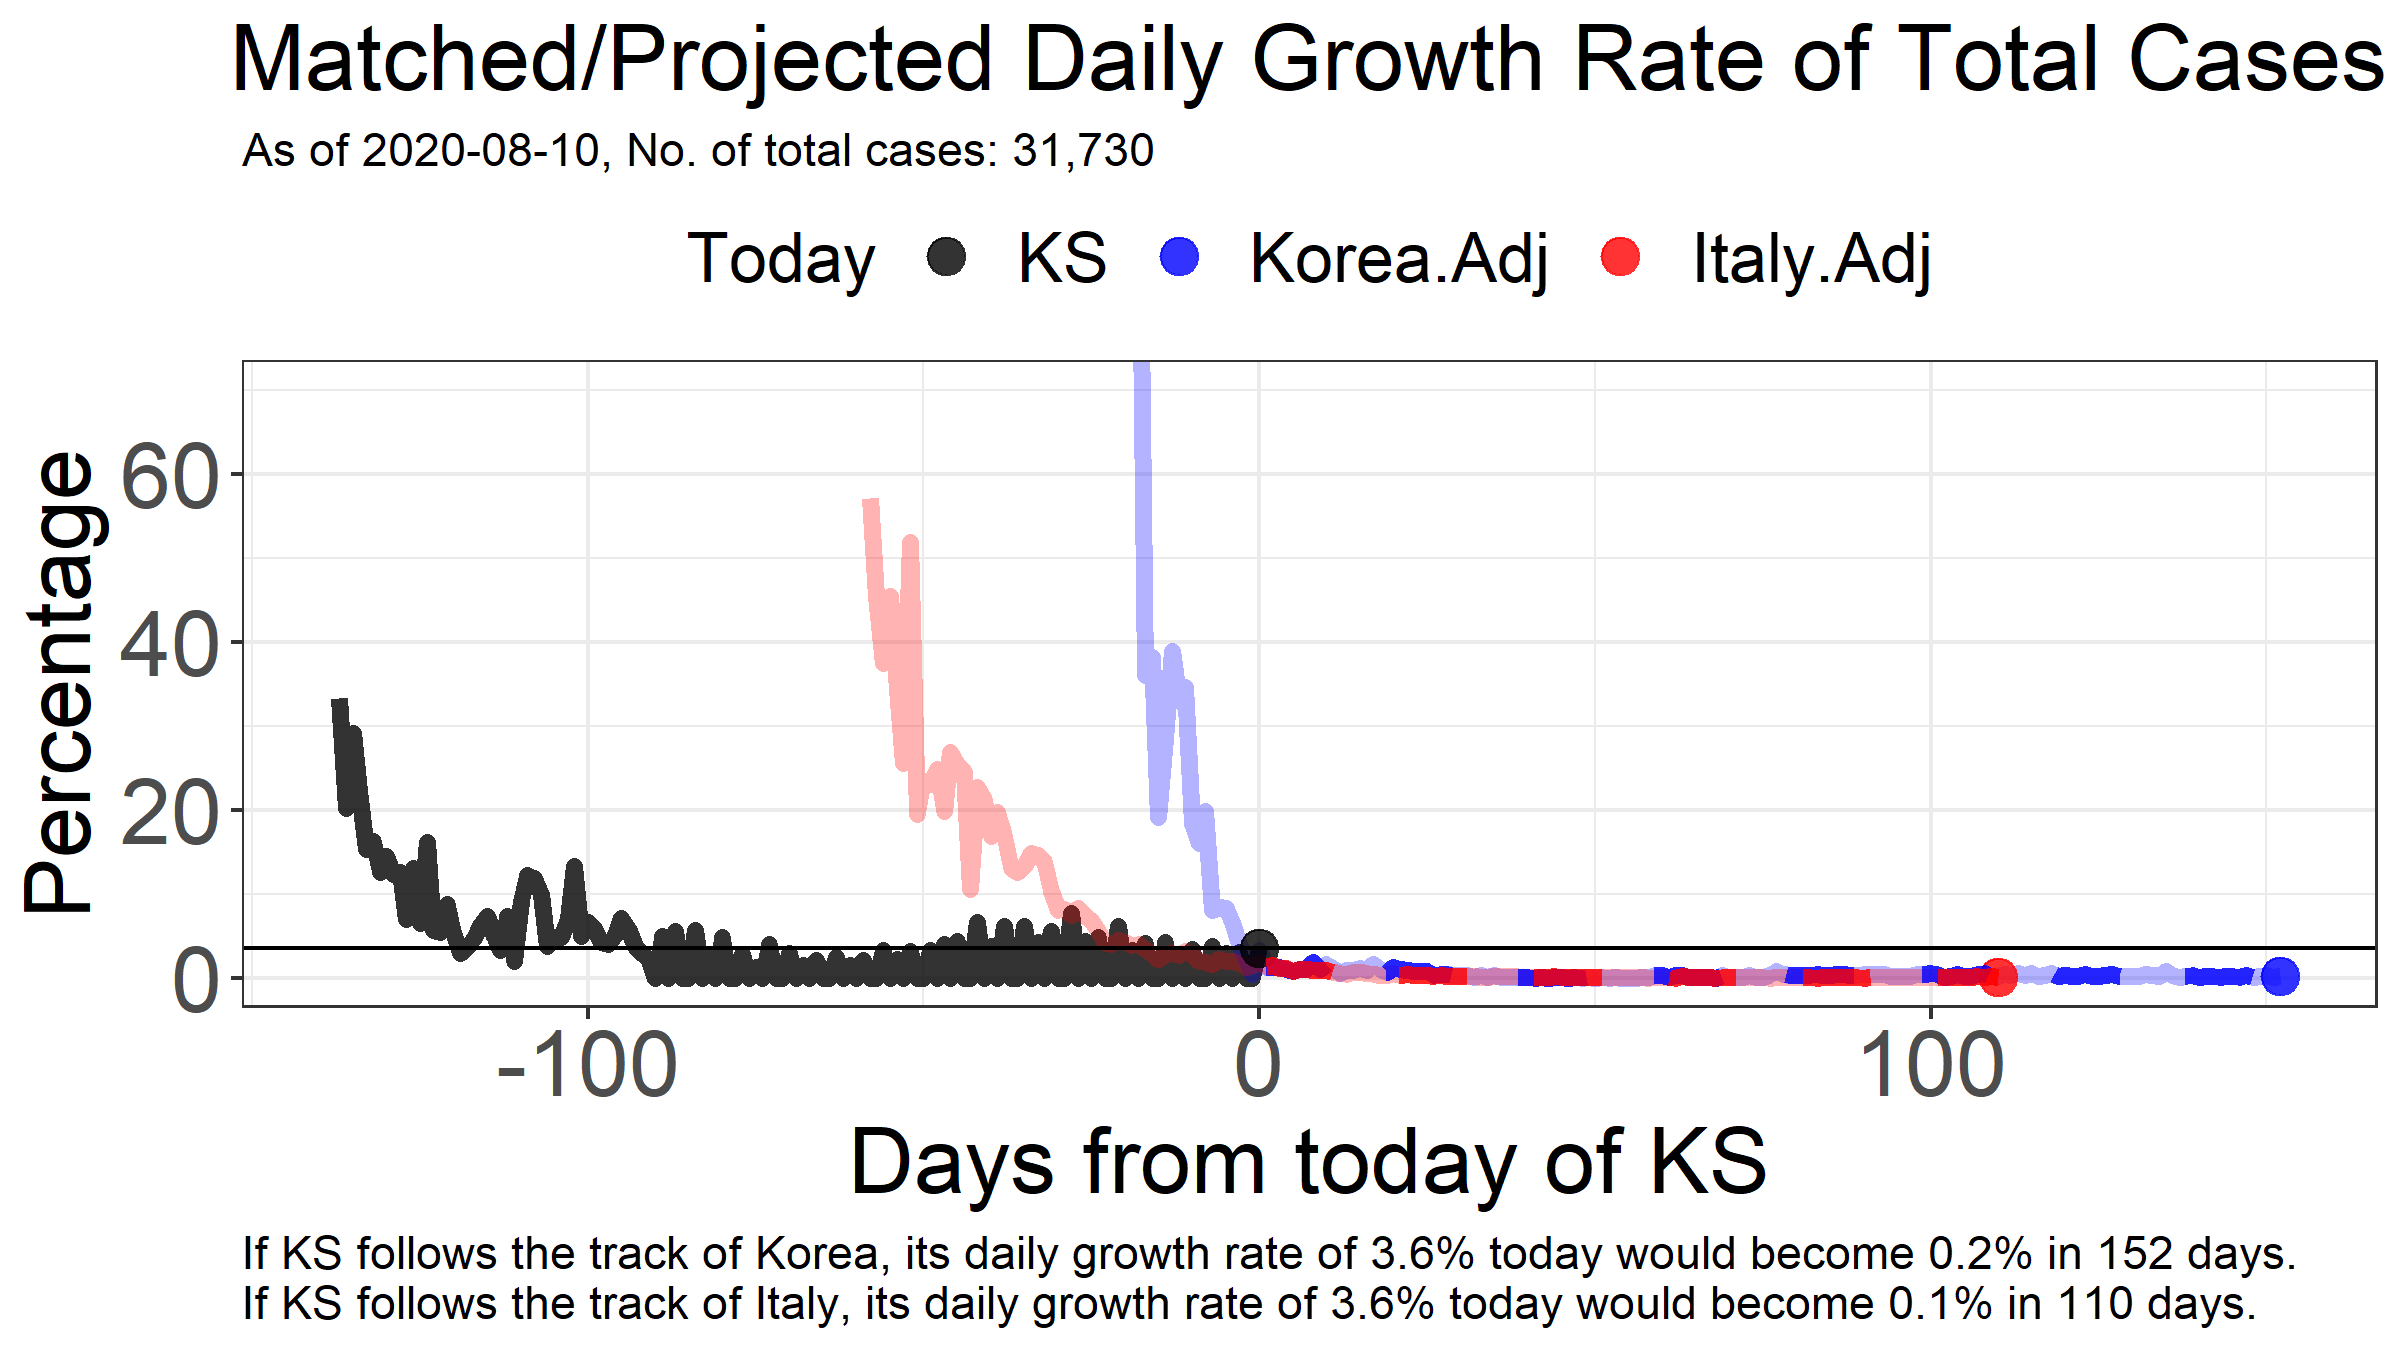 Matched/Projected Daily Growth Rate of Total Cases
As of 2020-08-10, No. of total cases: 31,730
Today KS Korea.Adj Italy.Adj
Percentage
60
40
20
0
-100 0 100
Days from today of KS
If KS follows the track of Korea, its daily growth rate of 3.6% today would become 0.2% in 152 days.
If KS follows the track of Italy, its daily growth rate of 3.6% today would become 0.1% in 110 days.